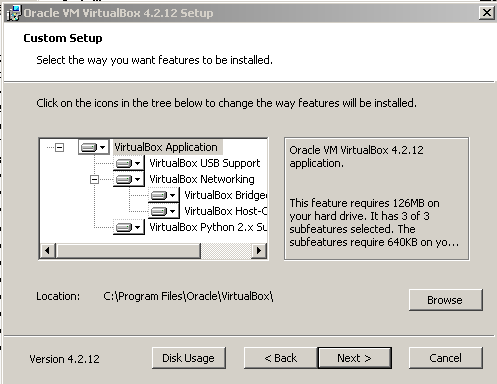 Oracle VM VirtualBox 4.2.12 Setup
Custom Setup
Select the way you want features to be installed.
Click on the icons in the tree below to change the way features will be installed.
VirtualBox Application
VirtualBox USB Support
VirtualBox Networking
VirtualBox Bridge
VirtualBox Host-O
VirtualBox Python 2.x Su
Oracle VM VirtualBox 4.2.12
application.
This feature requires 126MB on
your hard drive. It has 3 of 3
subfeatures selected. The
subfeatures require 640KB on yo...
Location: C:\Program Files\Oracle\VirtualBox\
Browse
Version 4.2.12
Disk Usage
< Back
Next >
Cancel